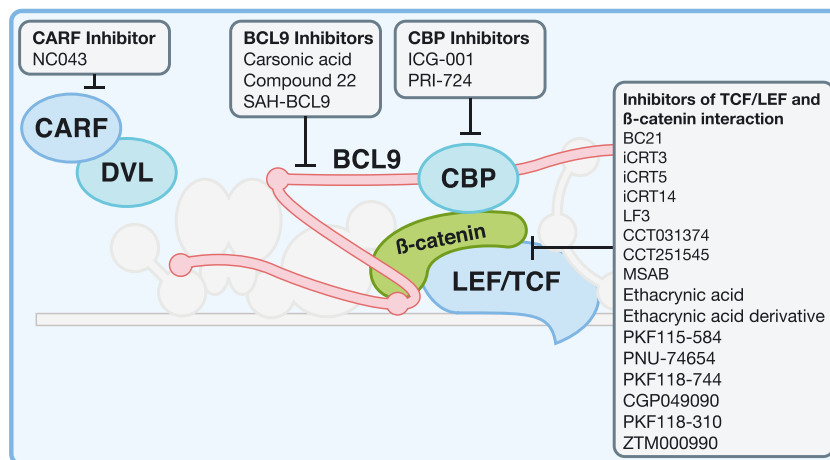 CARF Inhibitor
NC043
BCL9 Inhibitors
Carsonic acid
Compound 22
SAH-BCL9
CBP Inhibitors
ICG-001
PRI-724
CARF
DVL
BCL9
CBP
ß-catenin
LEF/TCF
Inhibitors of TCF/LEF and
ß-catenin interaction
BC21
iCRT3
iCRT5
iCRT14
LF3
CCT031374
CCT251545
MSAB
Ethacrynic acid
Ethacrynic acid derivative
PKF115-584
PNU-74654
PKF118-744
CGP049090
PKF118-310
ZTM000990